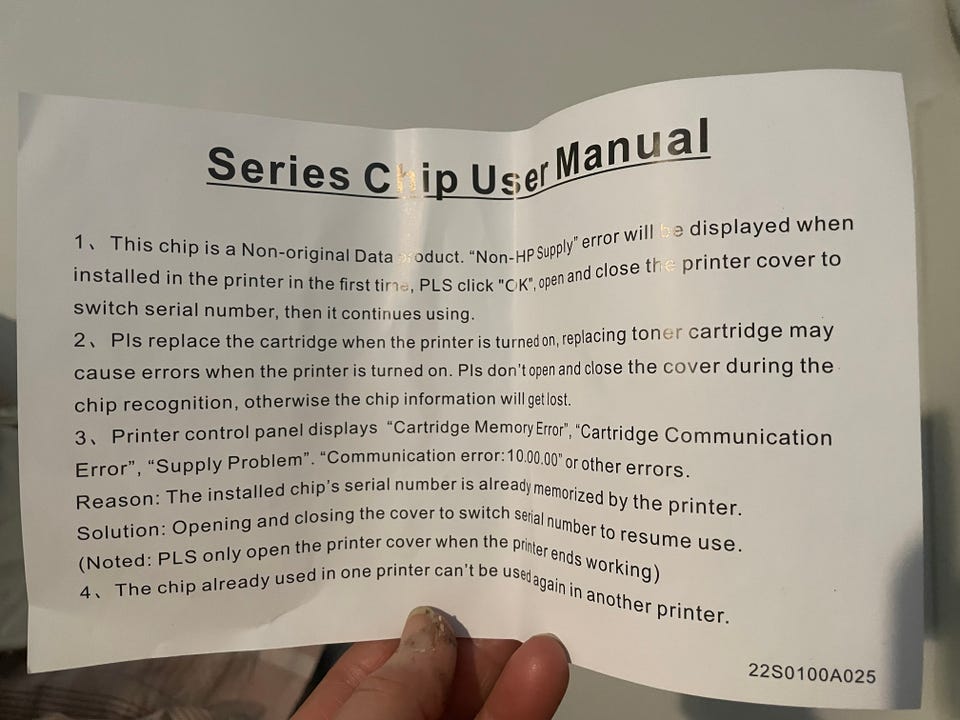 Series Chip User Manual
1、This chip is a Non-original Data product. “Non-HP Supply” error will be displayed when
installed in the printer in the first time, PLS click "OK", open and close the printer cover to
switch serial number, then it continues using.
2、Pls replace the cartridge when the printer is turned on, replacing toner cartridge may
cause errors when the printer is turned on. Pls don't open and close the cover during the
chip recognition, otherwise the chip information will get lost.
3、Printer control panel displays “Cartridge Memory Error”, “Cartridge Communication
Error”, “Supply Problem”. “Communication error:10.00.00” or other errors.
Reason: The installed chip's serial number is already memorized by the printer.
Solution: Opening and closing the cover to switch serial number to resume use.
(Noted: PLS only open the printer cover when the printer ends working)
4、The chip already used in one printer can't be used again in another printer.
22S0100A025